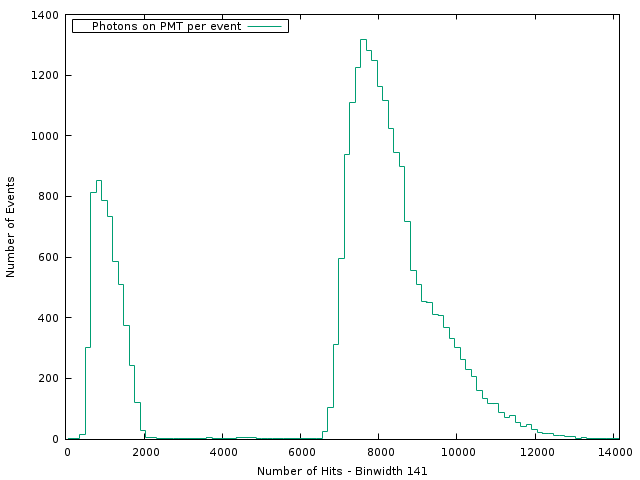 1400
Photons on PMT per event
1200
1000
800
600
400
200
0
Number of Events
0 2000 4000 6000 8000 10000 12000 14000
Number of Hits - Binwidth 141